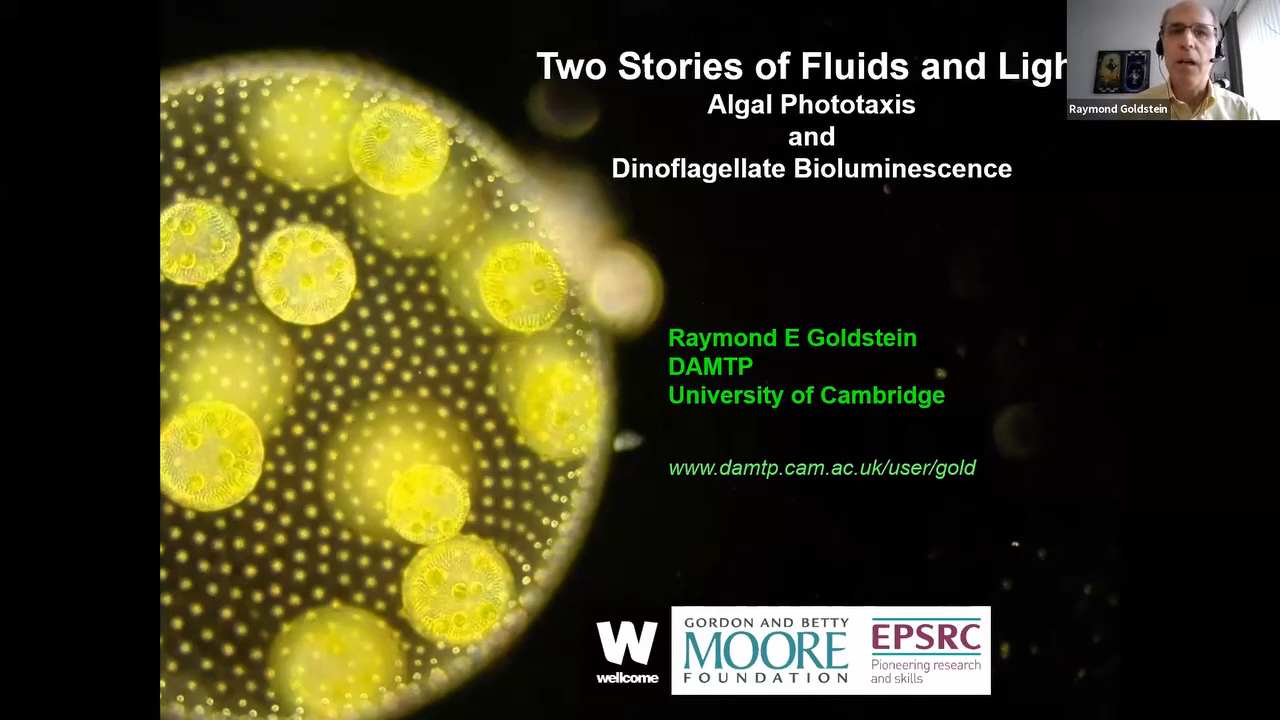 Two Stories of Fluids and Ligh
Algal Phototaxis
and
Dinoflagellate Bioluminescence
Raymond Goldstein
Raymond E Goldstein
DAMTP
University of Cambridge
www.damtp.cam.ac.uk/user/gold
W
wellcome
GORDON AND BETTY
MOORE
FOUNDATION
EPSRC
Pioneering research
and skills